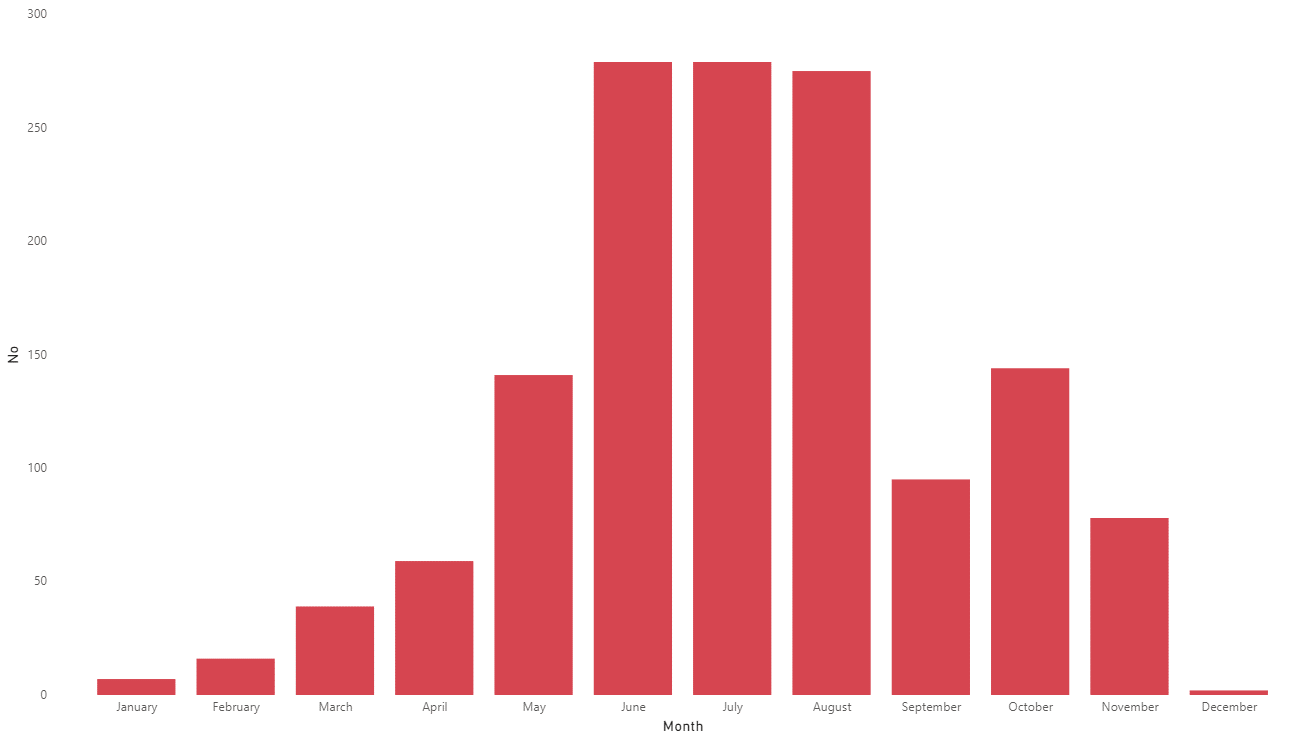 300
250
200
150
100
50
0
No
January February March April May June July August September October November December
Month